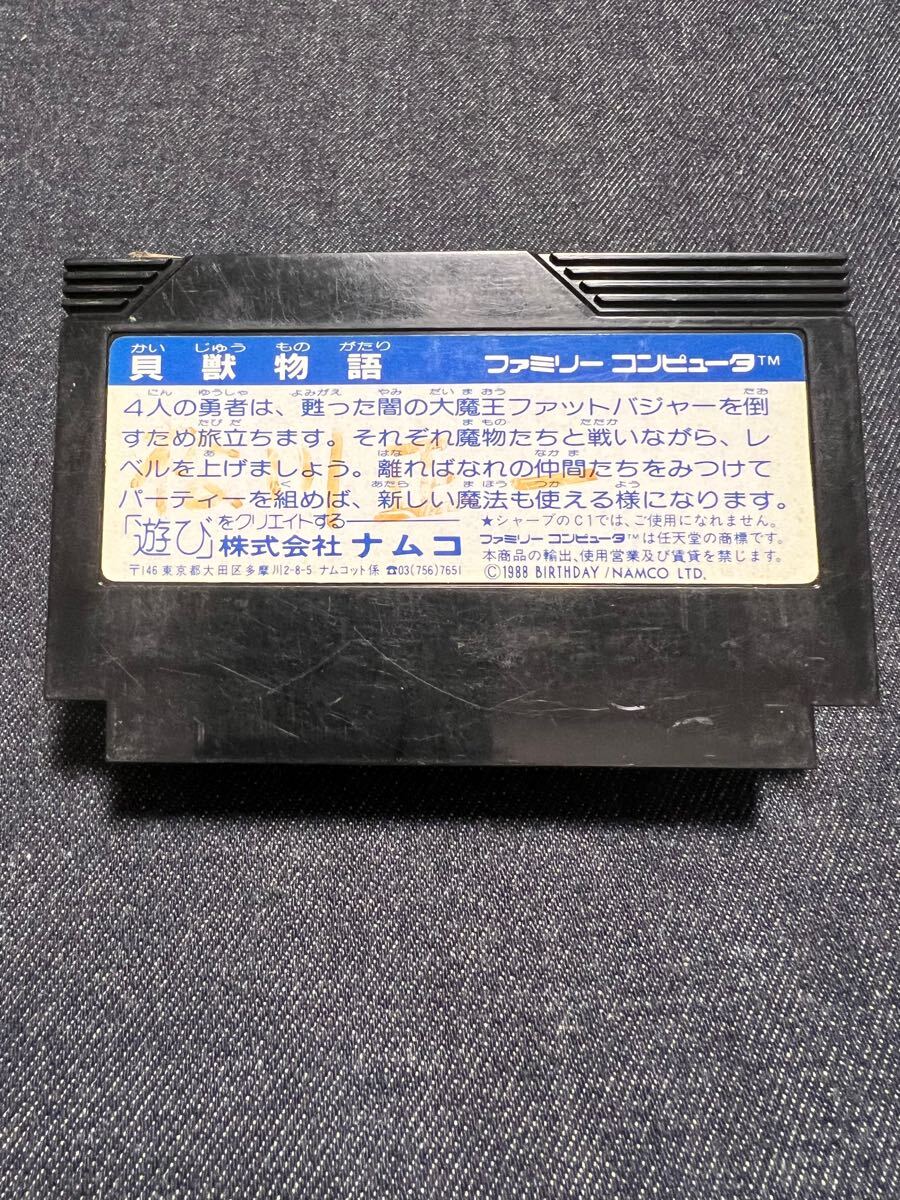 かい じゅう もの がたり
貝獣物語 ファミリー コンピュータ™
にん ゆうしゃ よみがえ やみ だいまおう たお
4人の勇者は、甦った闇の大魔王ファットバジャーを倒
たびだ まもの たたか
すため旅立ちます。それぞれ魔物たちと戦いながら、レ
あ はな なかま
ベルを上げましょう。離ればなれの仲間たちをみつけて
く あたら まほう つか よう
パーティーを組めば、新しい魔法も使える様になります。
「遊び」をクリエイトする 株式会社 ナムコ
〒146 東京都大田区多摩川2-8-5 ナムコット係 ☎03(756)7651
★シャープのC1では、ご使用になれません。
ファミリー コンピュータ™は任天堂の商標です。
本商品の輸出、使用営業及び賃貸を禁じます。
©1988 BIRTHDAY/NAMCO LTD.